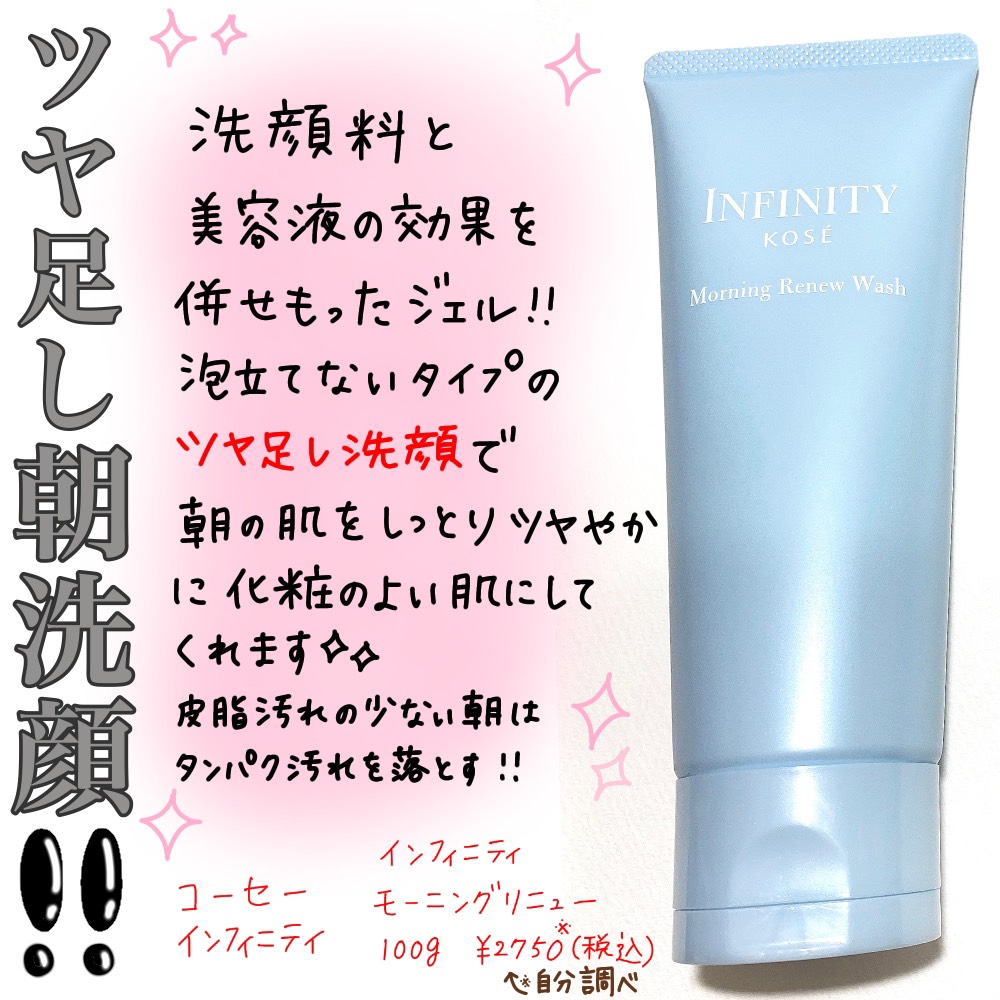 ツヤ足し朝洗顔!!
洗顔料と
美容液の効果を
併せもったジェル!!
泡立てないタイプの
ツヤ足し洗顔で
朝の肌をしっとりツヤやか
に化粧のよい肌にして
くれます
皮脂汚れの少ない朝は
タンパク汚れを落とす!!
コーセー
インフィニティ
インフィニティ
モーニングリニュー
100g ¥2750※(税込)
↑※自分調べ
INFINITY
KOSÉ
Morning Renew Wash